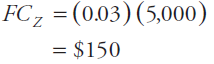 FC_Z = (0.03)(5,000)
= $150